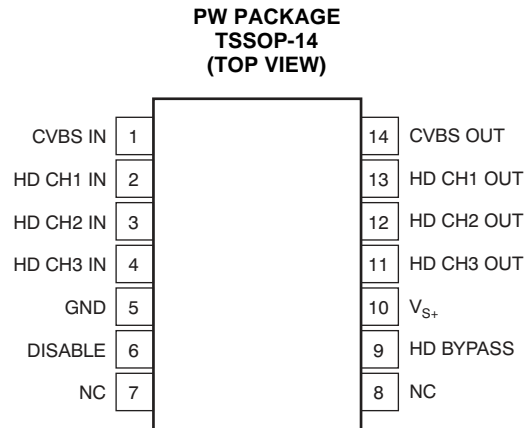 PW PACKAGE
TSSOP-14
(TOP VIEW)
CVBS IN 1 14 CVBS OUT
HD CH1 IN 2 13 HD CH1 OUT
HD CH2 IN 3 12 HD CH2 OUT
HD CH3 IN 4 11 HD CH3 OUT
GND 5 10 VS+
DISABLE 6 9 HD BYPASS
NC 7 8 NC